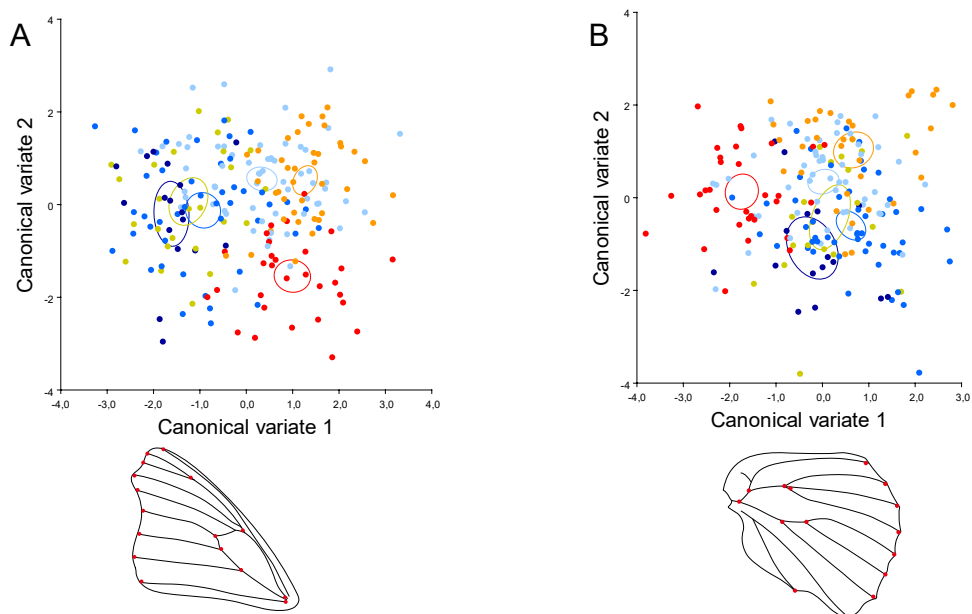 A
4
2
0
-2
-4
Canonical variate 2
-4,0 -3,0 -2,0 -1,0 0,0 1,0 2,0 3,0 4,0
Canonical variate 1
B
4
2
0
-2
-4
Canonical variate 2
-4,0 -3,0 -2,0 -1,0 0,0 1,0 2,0 3,0
Canonical variate 1